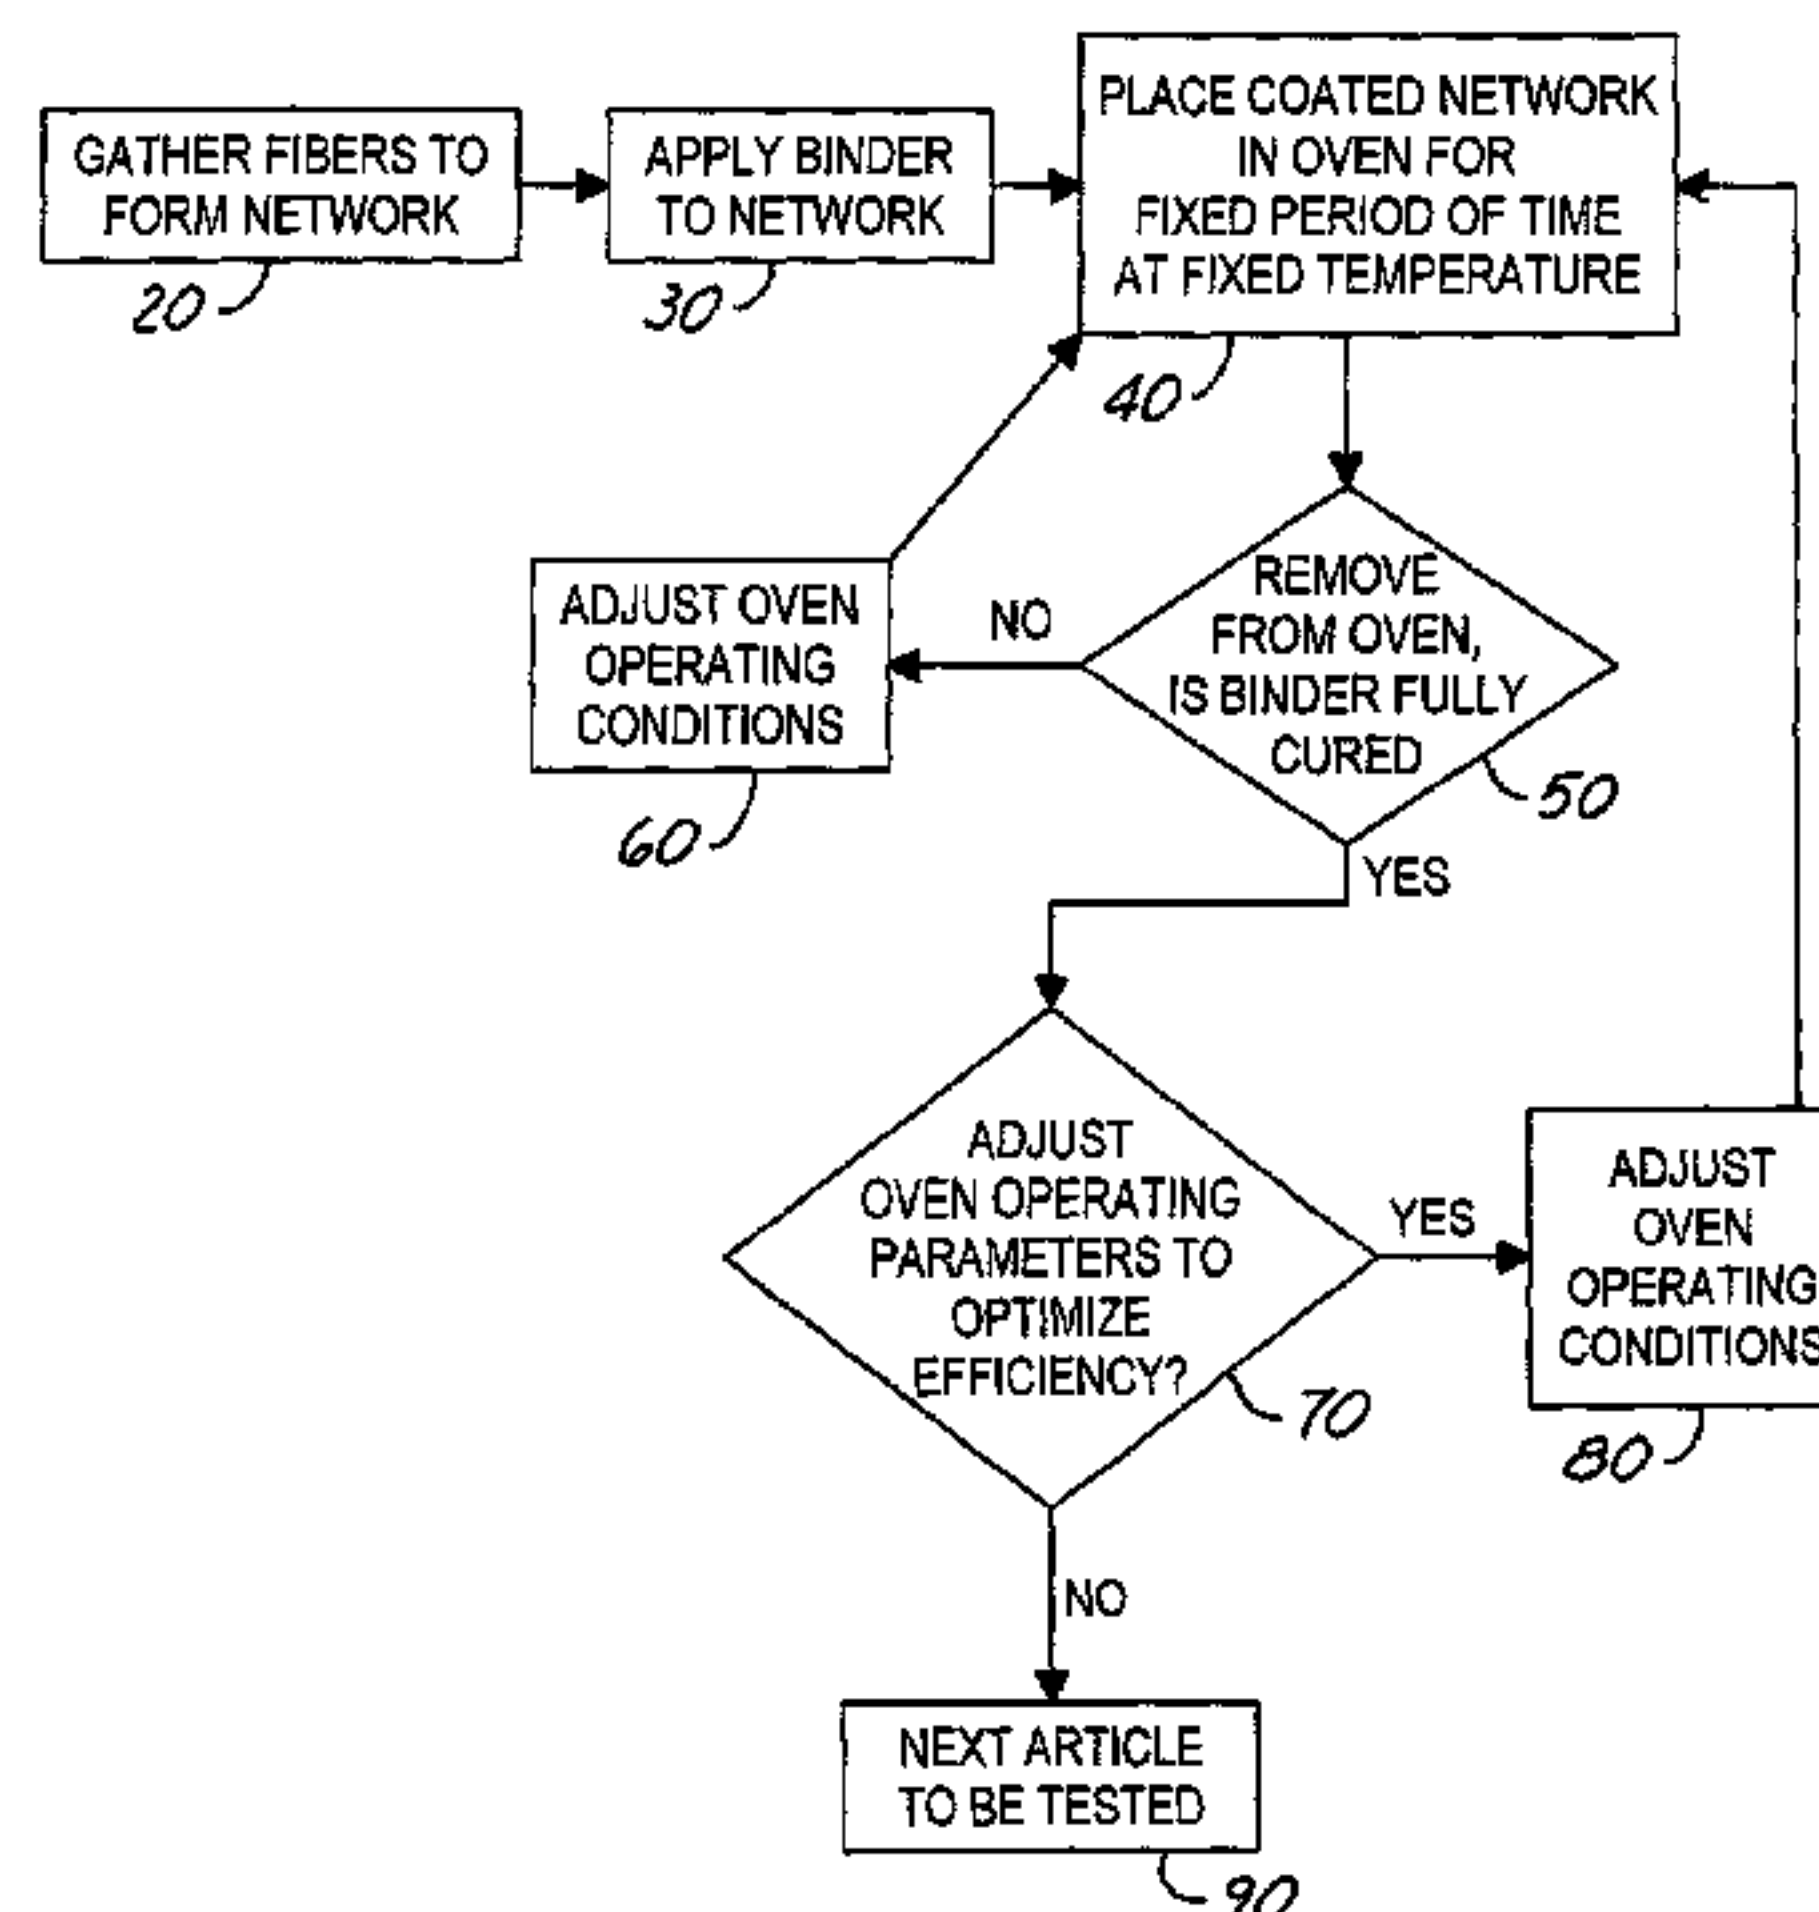 GATHER FIBERS TO
FORM NETWORK
20
APPLY BINDER
TO NETWORK
30
PLACE COATED NETWORK
IN OVEN FOR
FIXED PERIOD OF TIME
AT FIXED TEMPERATURE
40
REMOVE
FROM OVEN,
IS BINDER FULLY
CURED
50
NO
ADJUST OVEN
OPERATING
CONDITIONS
60
YES
ADJUST
OVEN OPERATING
PARAMETERS TO
OPTIMIZE
EFFICIENCY?
70
YES
ADJUST
OVEN
OPERATING
CONDITIONS
80
NO
NEXT ARTICLE
TO BE TESTED
90